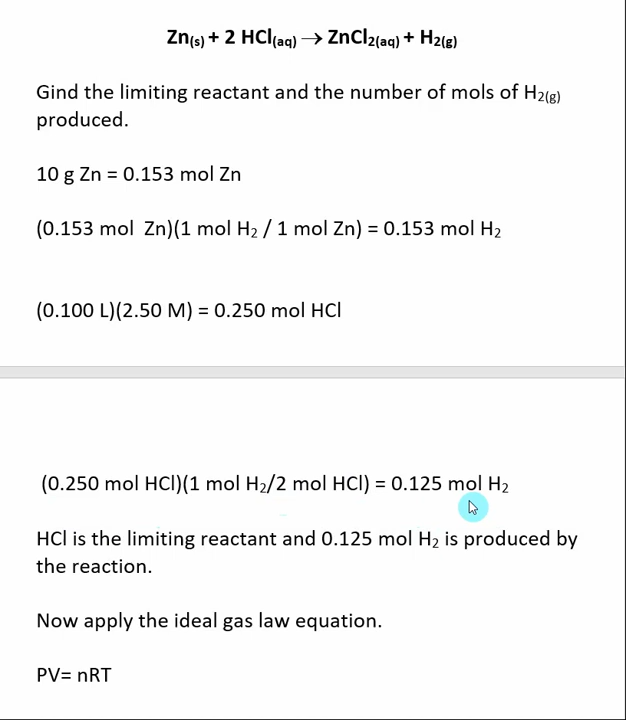 Zn(s) + 2 HCl(aq) → ZnCl2(aq) + H2(g)
Gind the limiting reactant and the number of mols of H2(g)
produced.
10 g Zn = 0.153 mol Zn
(0.153 mol Zn)(1 mol H2 / 1 mol Zn) = 0.153 mol H2
(0.100 L)(2.50 M) = 0.250 mol HCl
(0.250 mol HCl)(1 mol H2/2 mol HCl) = 0.125 mol H2
HCl is the limiting reactant and 0.125 mol H2 is produced by
the reaction.
Now apply the ideal gas law equation.
PV= nRT